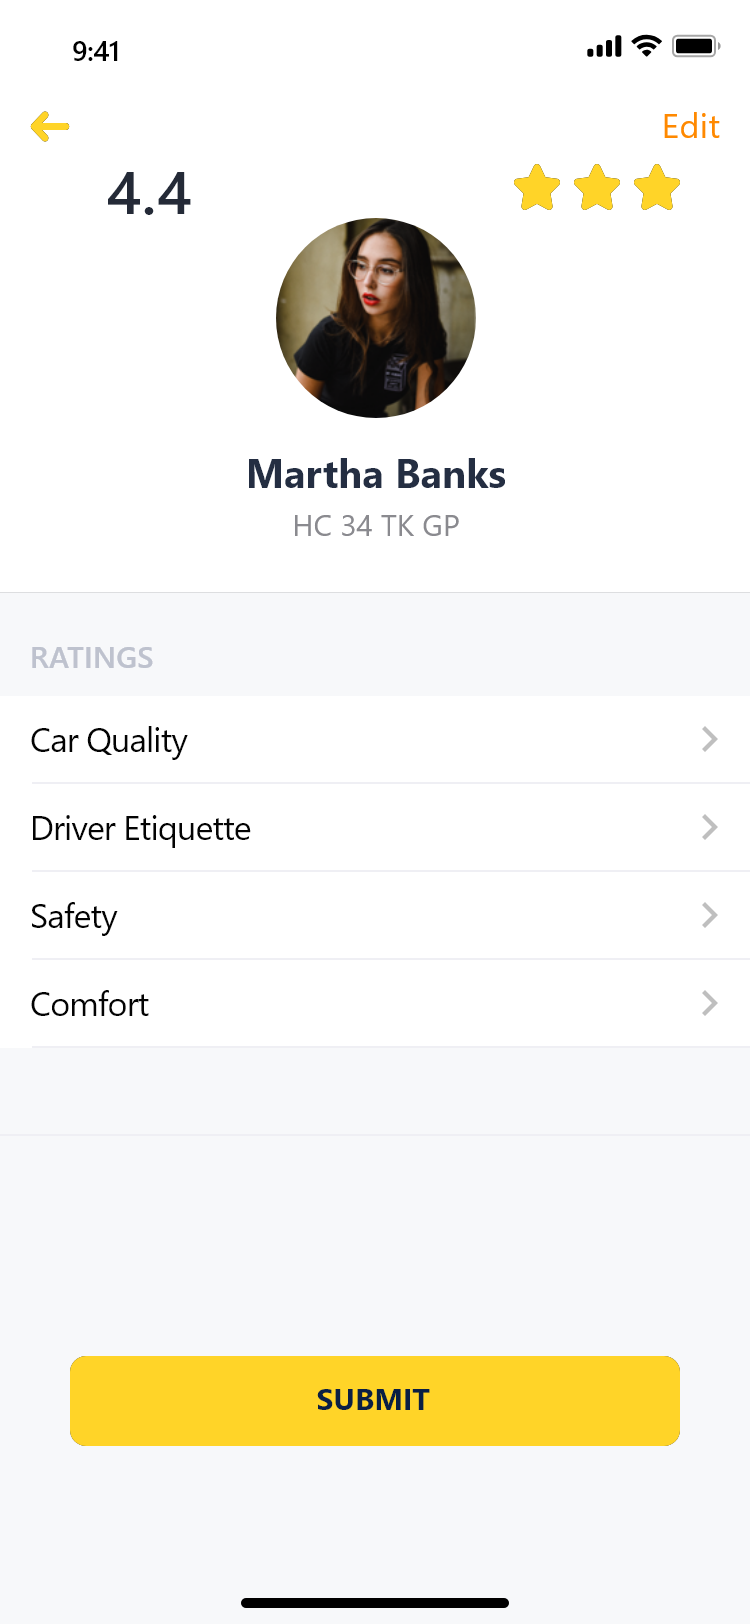 9:41
Edit
4.4
Martha Banks
HC 34 TK GP
RATINGS
Car Quality
Driver Etiquette
Safety
Comfort
SUBMIT